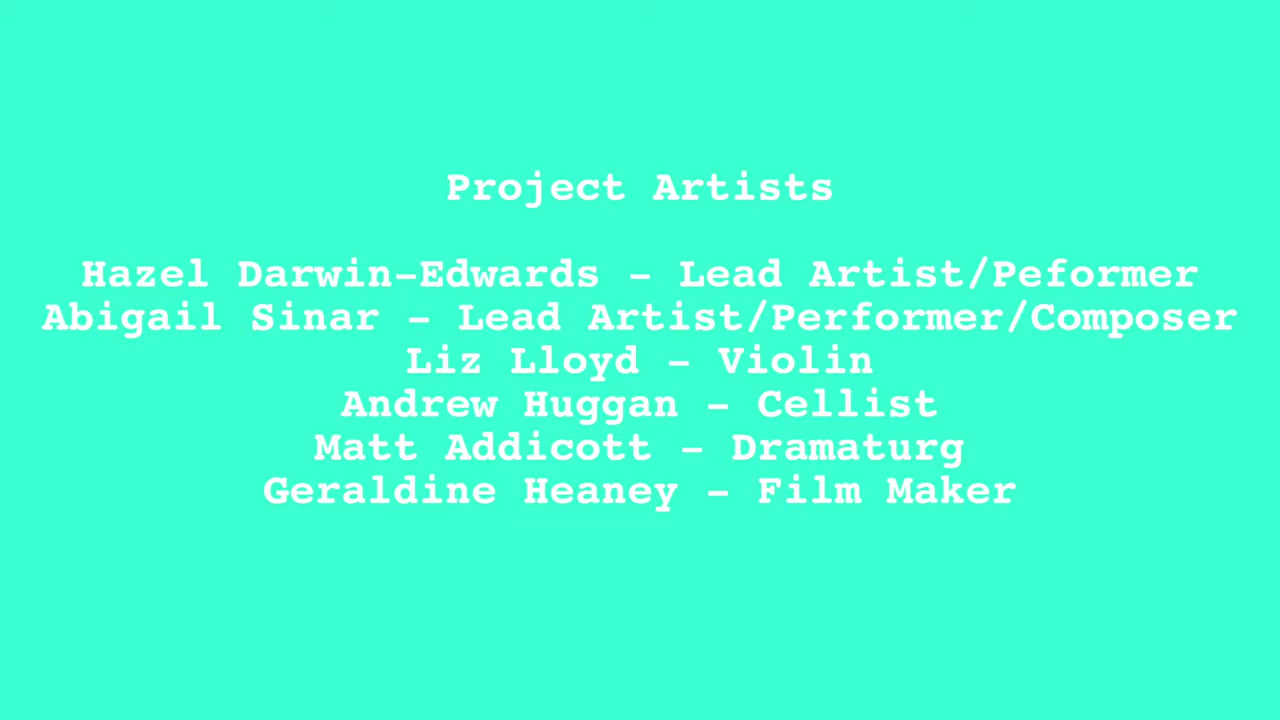 Project Artists
Hazel Darwin-Edwards - Lead Artist/Peformer
Abigail Sinar - Lead Artist/Performer/Composer
Liz Lloyd - Violin
Andrew Huggan - Cellist
Matt Addicott - Dramaturg
Geraldine Heaney - Film Maker